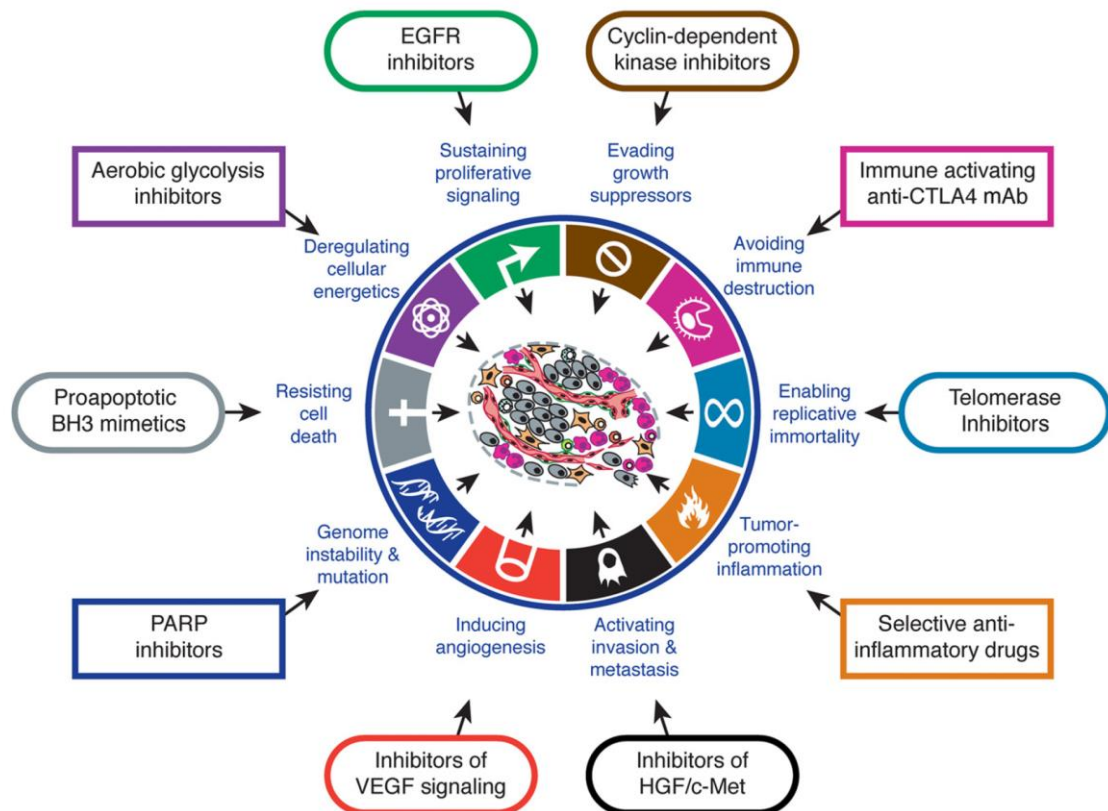 EGFR
inhibitors
Cyclin-dependent
kinase inhibitors
Sustaining
proliferative
signaling
Evading
growth
suppressors
Aerobic glycolysis
inhibitors
Immune activating
anti-CTLA4 mAb
Deregulating
cellular
energetics
Avoiding
immune
destruction
Proapoptotic
BH3 mimetics
Resisting
cell
death
Enabling
replicative
immortality
Telomerase
Inhibitors
Genome
instability &
mutation
Tumor-
promoting
inflammation
PARP
inhibitors
Inducing
angiogenesis
Activating
invasion &
metastasis
Selective anti-
inflammatory drugs
Inhibitors of
VEGF signaling
Inhibitors of
HGF/c-Met